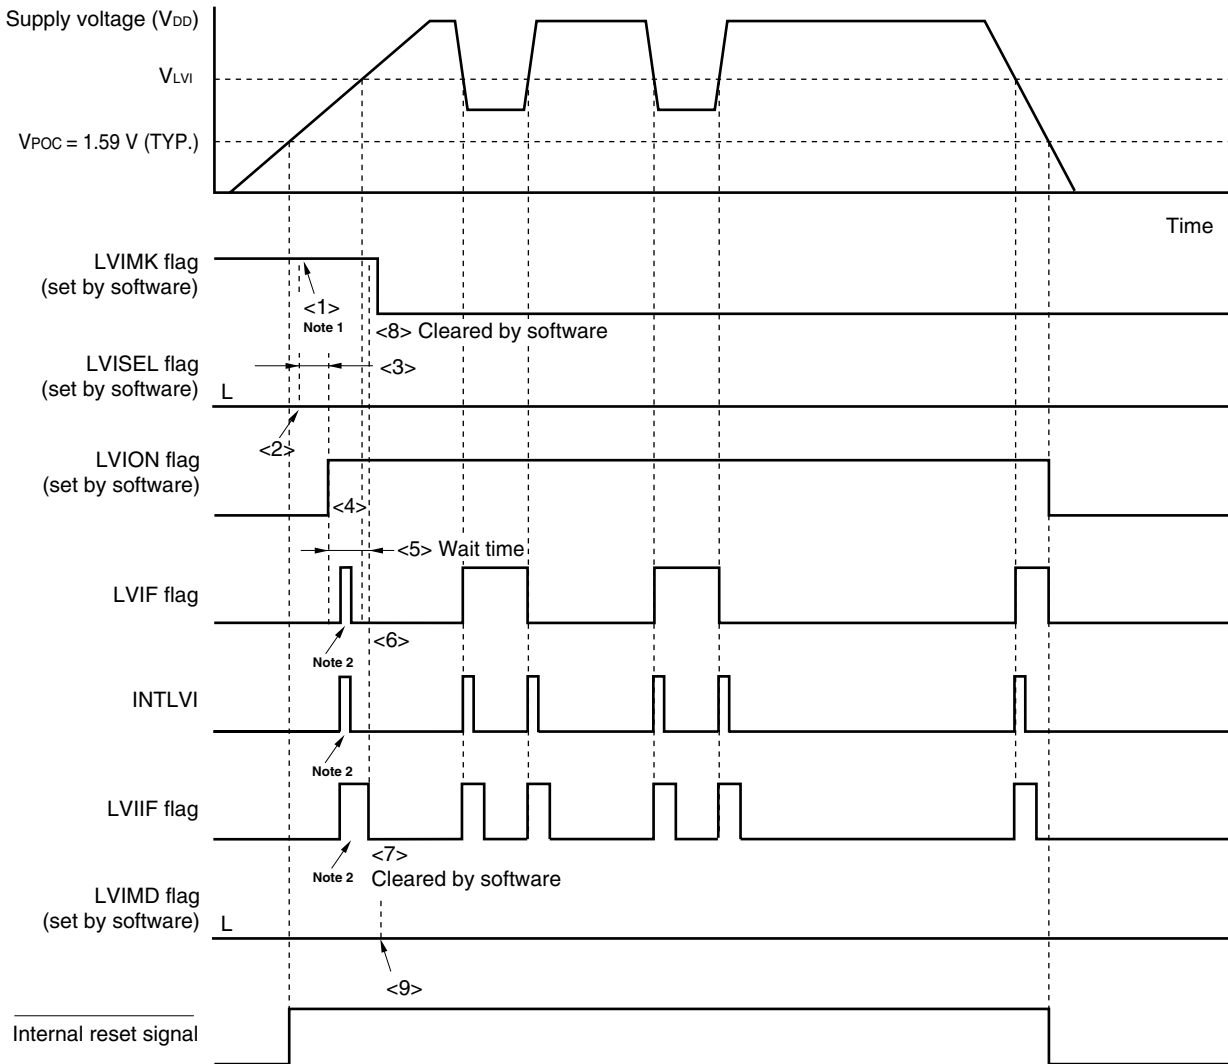 Supply voltage (VDD)
VLVI
VPOC = 1.59 V (TYP.)
Time
LVIMK flag
(set by software)
<1>
Note 1
<8> Cleared by software
LVISEL flag
(set by software)
L
<3>
<2>
LVION flag
(set by software)
<4>
<5> Wait time
LVIF flag
<6>
Note 2
INTLVI
Note 2
LVIIF flag
<7>
Note 2
Cleared by software
LVIMD flag
(set by software)
L
<9>
Internal reset signal